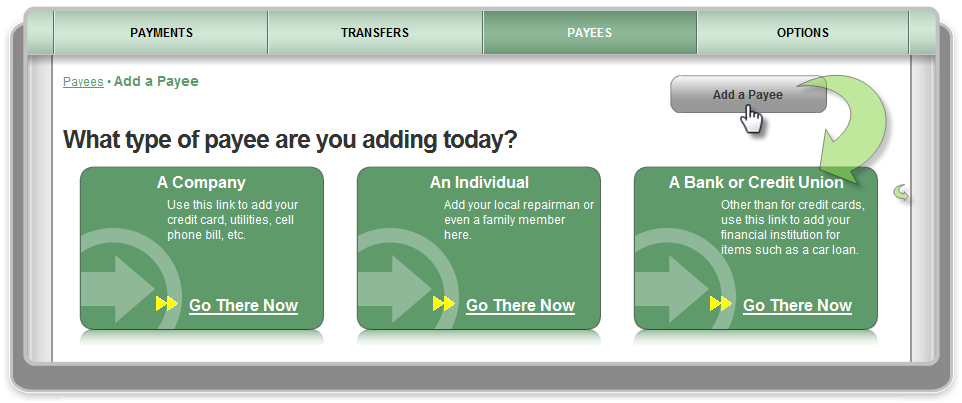 PAYMENTS TRANSFERS PAYEES OPTIONS
Payees • Add a Payee
Add a Payee
What type of payee are you adding today?
A Company
Use this link to add your
credit card, utilities, cell
phone bill, etc.
Go There Now
An Individual
Add your local repairman or
even a family member
here.
Go There Now
A Bank or Credit Union
Other than for credit cards,
use this link to add your
financial institution for
items such as a car loan.
Go There Now